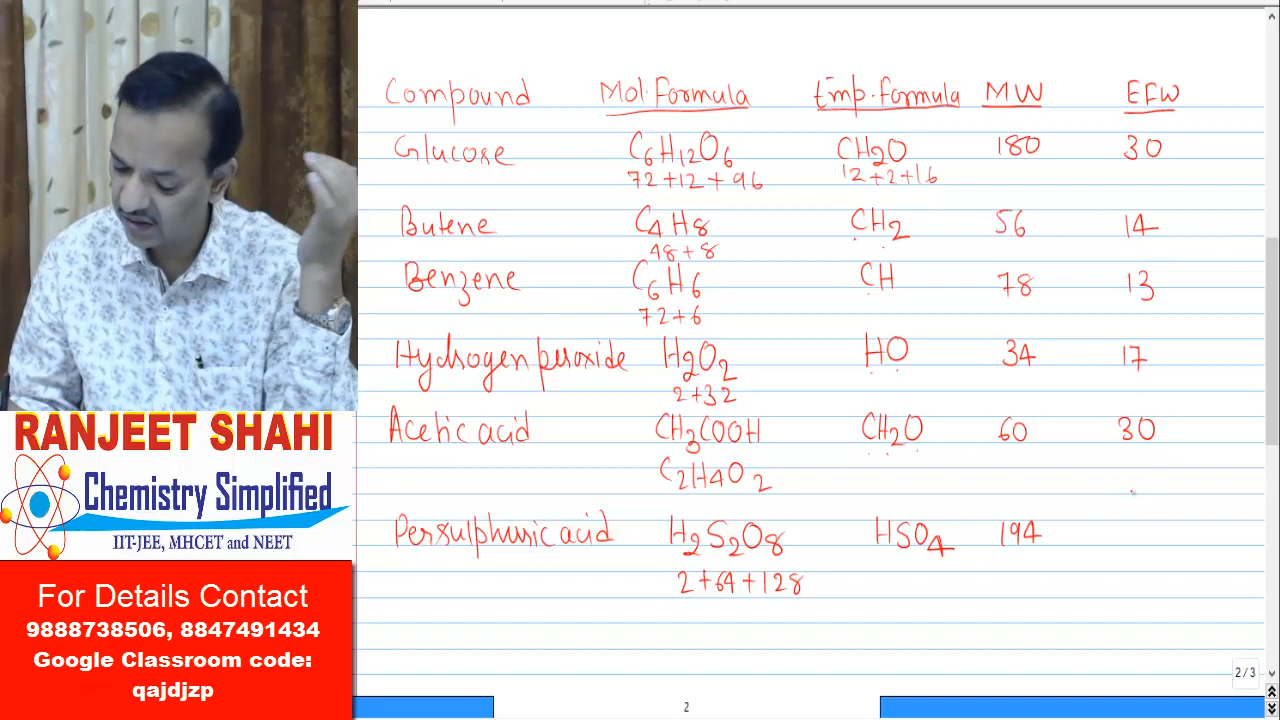 Compound Mol. Formula Emp. formula MW EFW
Glucose C6H12O6 CH2O 180 30
72+12+96 12+2+16
Butene C4H8 CH2 56 14
48+8
Benzene C6H6 CH 78 13
72+6
Hydrogen peroxide H2O2 HO 34 17
2+32
Acetic acid CH3COOH CH2O 60 30
C2H4O2
Persulphuric acid H2S2O8 HSO4 194
2+64+128
RANJEET SHAHI
Chemistry Simplified
IIT-JEE, MHCET and NEET
For Details Contact
9888738506, 8847491434
Google Classroom code:
qajdjzp
2/3
2